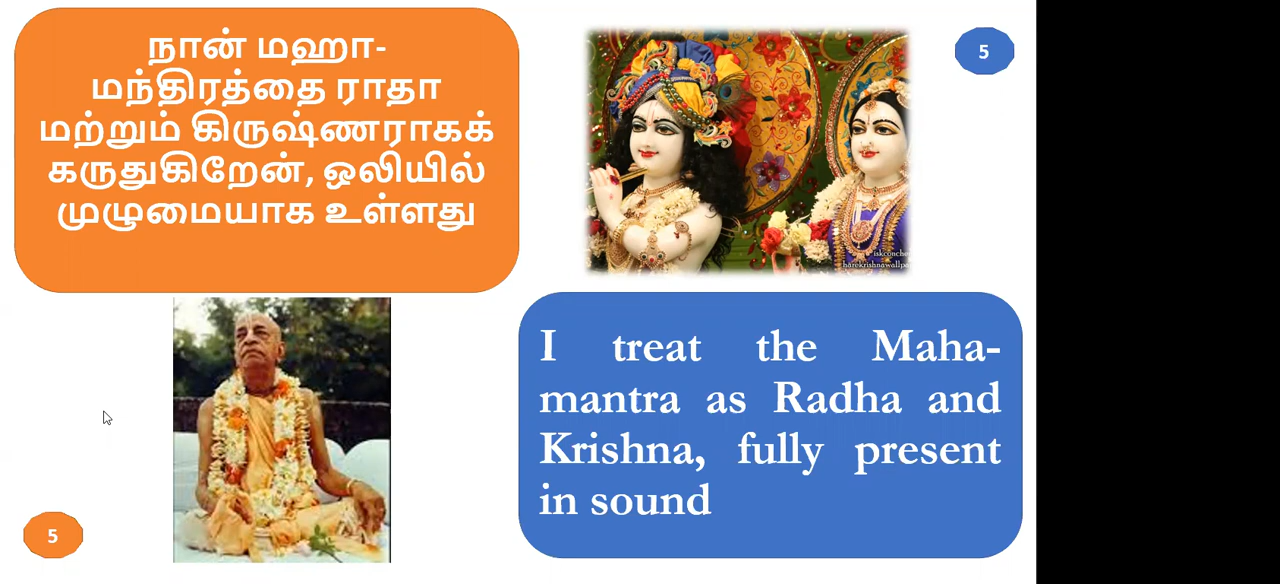 நான் மஹா-
மந்திரத்தை ராதா
மற்றும் கிருஷ்ணராகக்
கருதுகிறேன், ஒலியில்
முழுமையாக உள்ளது
5
I treat the Maha-
mantra as Radha and
Krishna, fully present
in sound
5